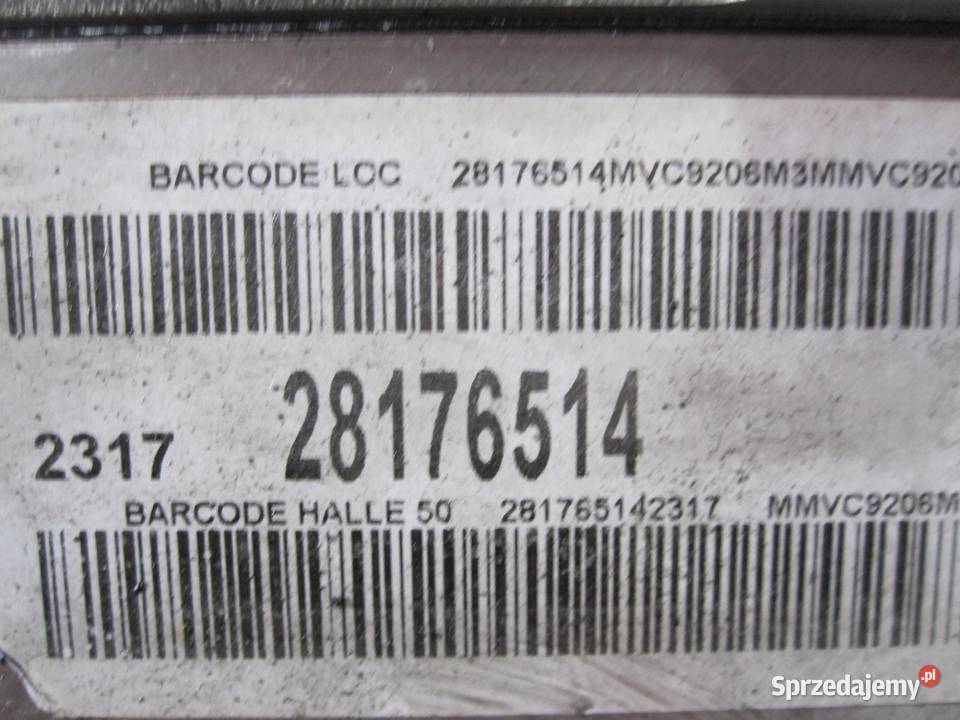 BARCODE LCC 28176514MVC9206M3MMVC920
2317 28176514
BARCODE HALLE 50 281765142317 MMVC9206M
Sprzedajemy.pl